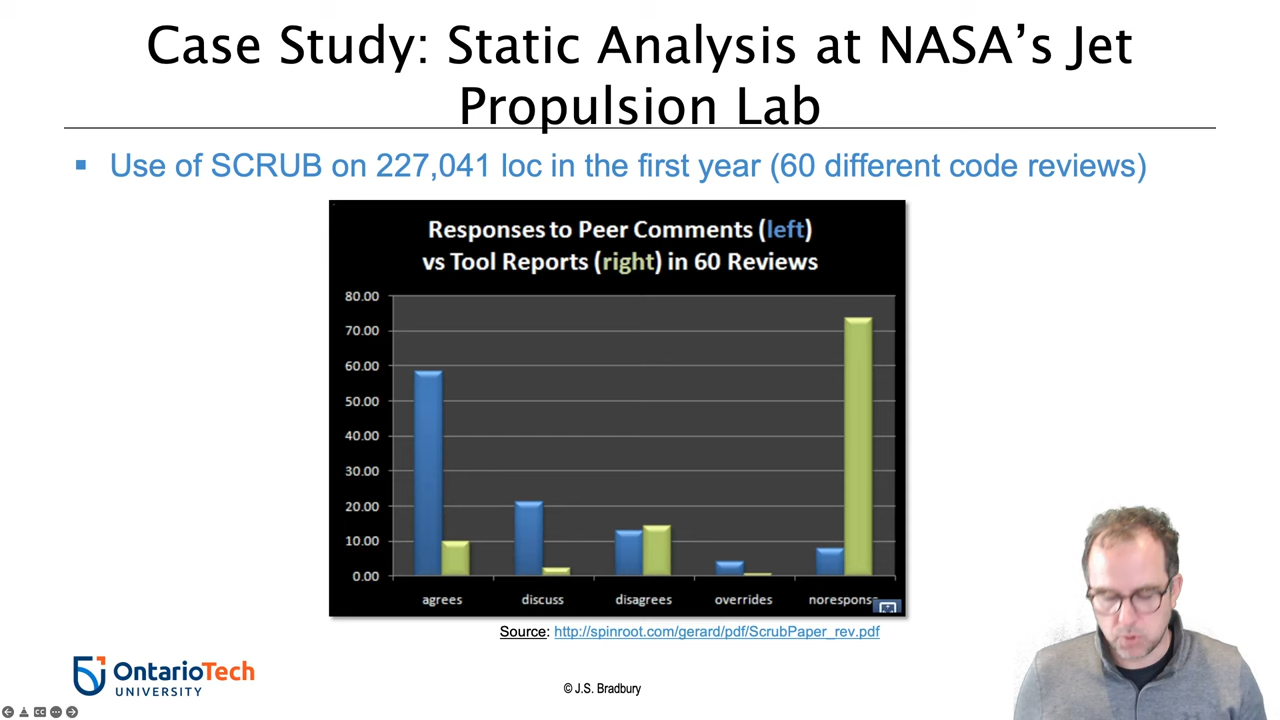 Case Study: Static Analysis at NASA’s Jet
Propulsion Lab
▪ Use of SCRUB on 227,041 loc in the first year (60 different code reviews)
Responses to Peer Comments (left)
vs Tool Reports (right) in 60 Reviews
80.00
70.00
60.00
50.00
40.00
30.00
20.00
10.00
0.00
agrees discuss disagrees overrides noresponse
Source: http://spinroot.com/gerard/pdf/ScrubPaper_rev.pdf
OntarioTech
UNIVERSITY
© J.S. Bradbury
CC